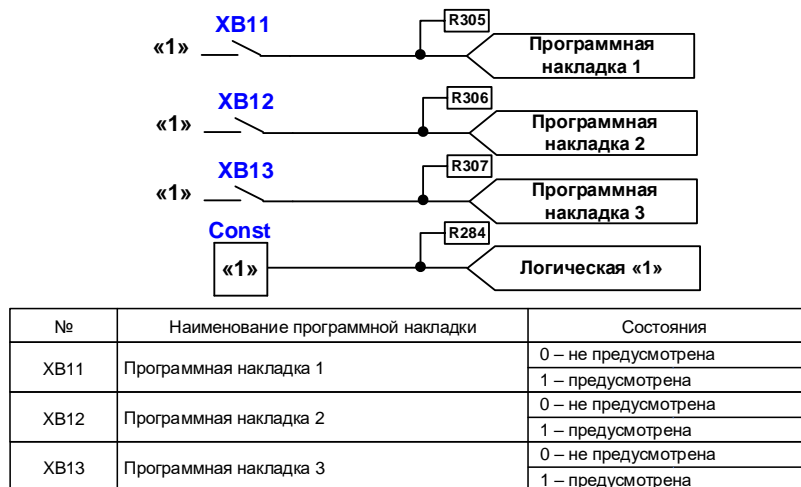 XB11
R305
«1»
Программная
накладка 1
XB12
R306
«1»
Программная
накладка 2
XB13
R307
«1»
Программная
накладка 3
Const
R284
«1»
Логическая «1»
№ Наименование программной накладки Состояния
XB11 Программная накладка 1 0 – не предусмотрена
1 – предусмотрена
XB12 Программная накладка 2 0 – не предусмотрена
1 – предусмотрена
XB13 Программная накладка 3 0 – не предусмотрена
1 – предусмотрена